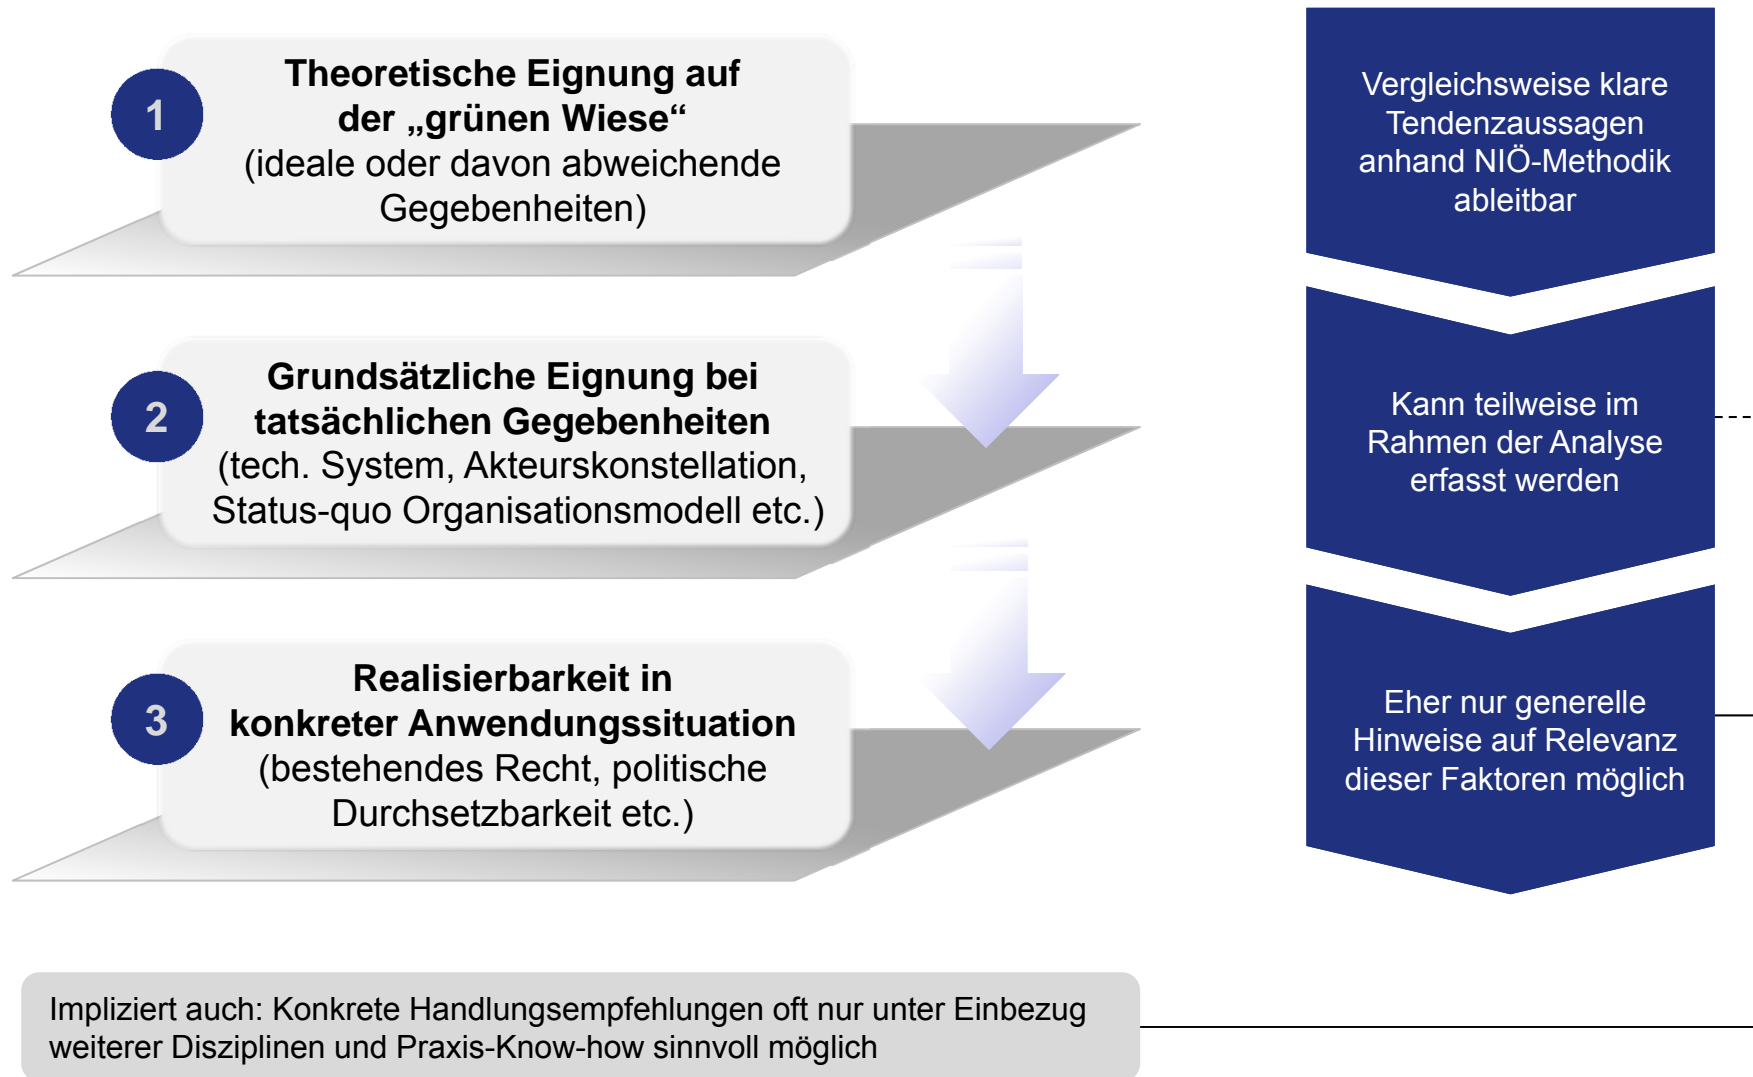 1
Theoretische Eignung auf
der „grünen Wiese“
(ideale oder davon abweichende
Gegebenheiten)
Vergleichsweise klare
Tendenzaussagen
anhand NIÖ-Methodik
ableitbar
2
Grundsätzliche Eignung bei
tatsächlichen Gegebenheiten
(tech. System, Akteurskonstellation,
Status-quo Organisationsmodell etc.)
Kann teilweise im
Rahmen der Analyse
erfasst werden
3
Realisierbarkeit in
konkreter Anwendungssituation
(bestehendes Recht, politische
Durchsetzbarkeit etc.)
Eher nur generelle
Hinweise auf Relevanz
dieser Faktoren möglich
Impliziert auch: Konkrete Handlungsempfehlungen oft nur unter Einbezug
weiterer Disziplinen und Praxis-Know-how sinnvoll möglich